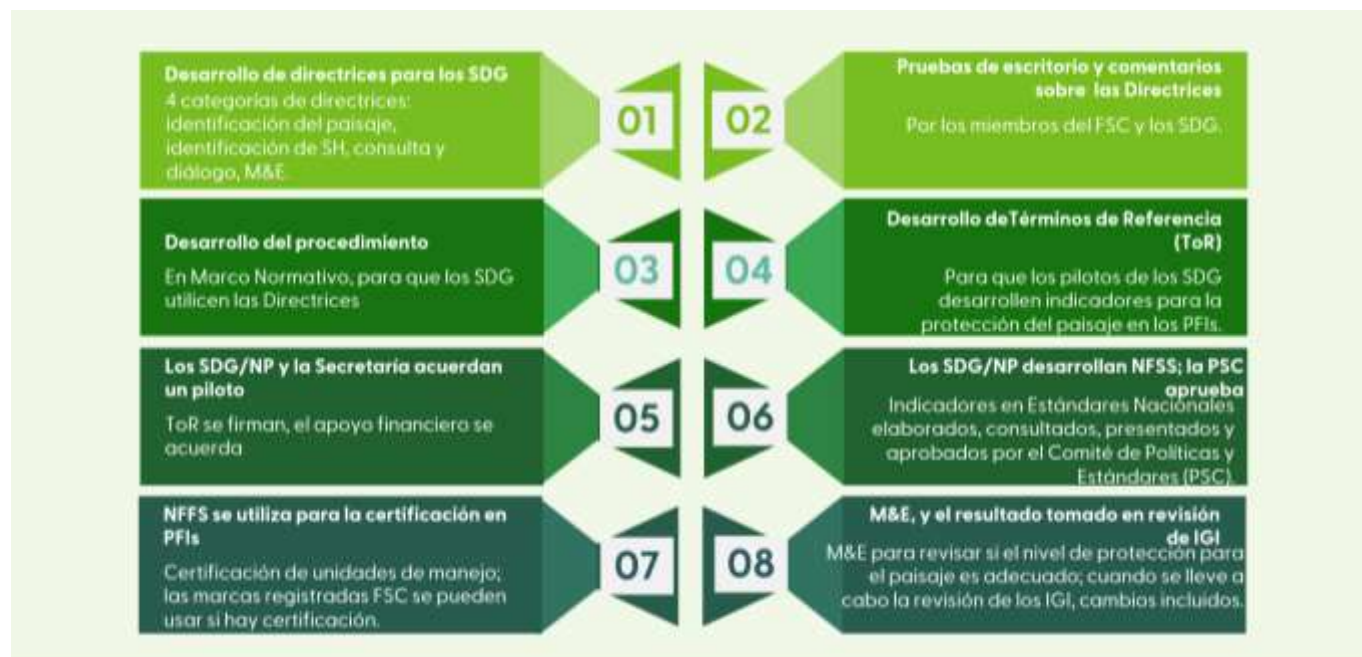 Desarrollo de directrices para los SDG
4 categorías de directrices:
identificación del paisaje,
identificación de SH, consulta y
diálogo, M&E.
01
02
Pruebas de escritorio y comentarios
sobre las Directrices
Por los miembros del FSC y los SDG.
Desarrollo del procedimiento
En Marco Normativo, para que los SDG
utilicen las Directrices
03
04
Desarrollo deTérminos de Referencia
(ToR)
Para que los pilotos de los SDG
desarrollen indicadores para la
protección del paisaje en los PFIs.
Los SDG/NP y la Secretaría acuerdan
un piloto
ToR se firman, el apoyo financiero se
acuerda
05
06
Los SDG/NP desarrollan NFSS; la PSC
aprueba
Indicadores en Estándares Nacionales
elaborados, consultados, presentados y
aprobados por el Comité de Políticas y
Estándares (PSC).
NFFS se utiliza para la certificación en
PFIs
Certificación de unidades de manejo;
las marcas registradas FSC se pueden
usar si hay certificación.
07
08
M&E, y el resultado tomado en revisión
de IGI
M&E para revisar si el nivel de protección para
el paisaje es adecuado; cuando se lleve a
cabo la revisión de los IGI, cambios incluidos.